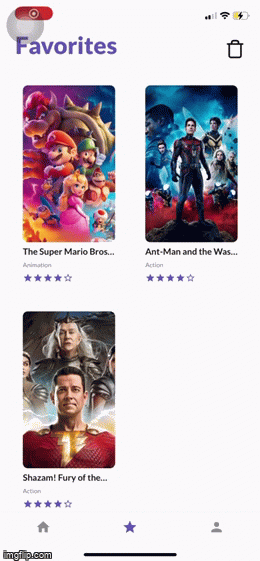 Favorites
The Super Mario Bros...
Animation
Ant-Man and the Was...
Action
Shazam! Fury of the...
Action
imgflip.com